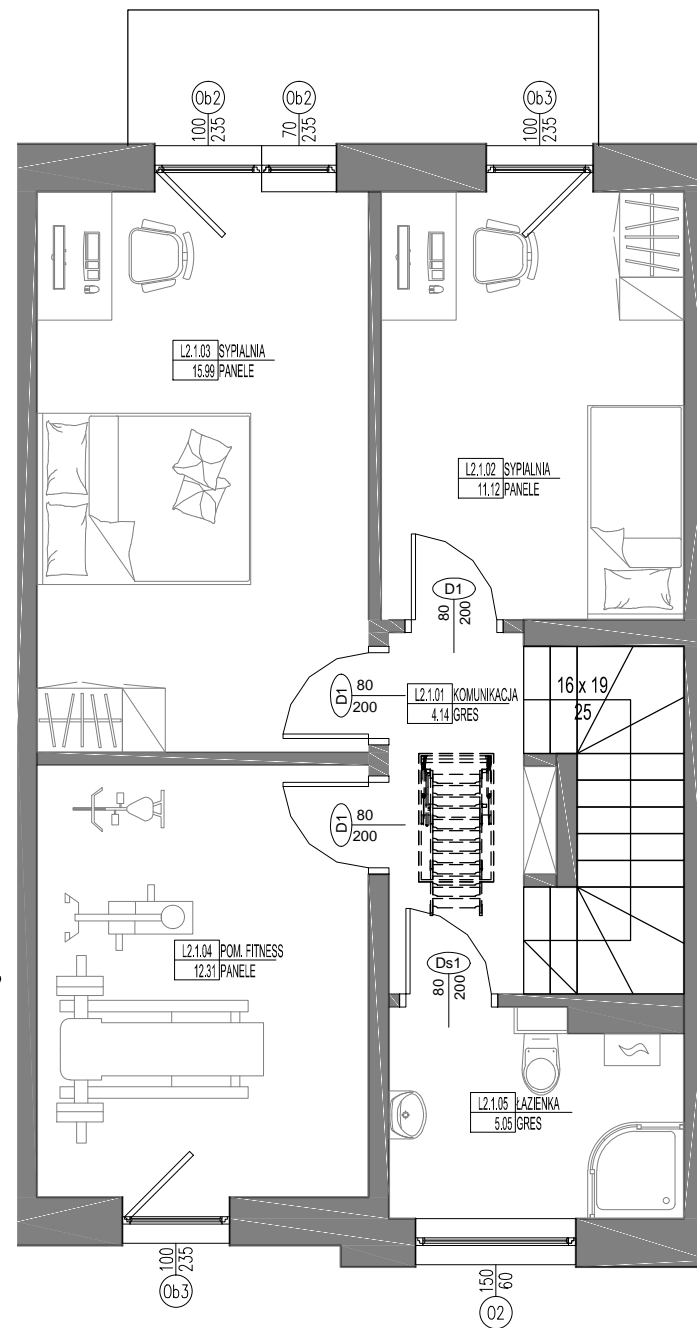 Ob2
100
235
Ob2
70
235
Ob3
100
235
L2.1.03 SYPIALNIA
15.99 PANELE
L2.1.02 SYPIALNIA
11.12 PANELE
D1
80
200
D1
80
200
L2.1.01 KOMUNIKACJA
4.14 GRES
16 x 19
25
D1
80
200
L2.1.04 POM. FITNESS
12.31 PANELE
Ds1
80
200
L2.1.05 ŁAZIENKA
5.05 GRES
100
235
Ob3
150
60
O2